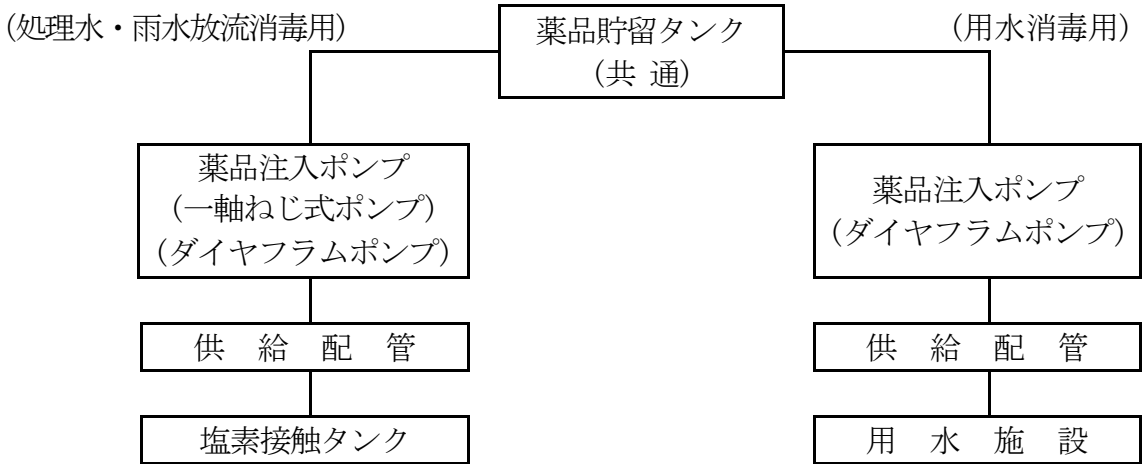 (処理水・雨水放流消毒用)
薬品貯留タンク
(共 通)
(用水消毒用)
薬品注入ポンプ
(一軸ねじ式ポンプ)
(ダイヤフラムポンプ)
薬品注入ポンプ
(ダイヤフラムポンプ)
供 給 配 管
供 給 配 管
塩素接触タンク
用 水 施 設